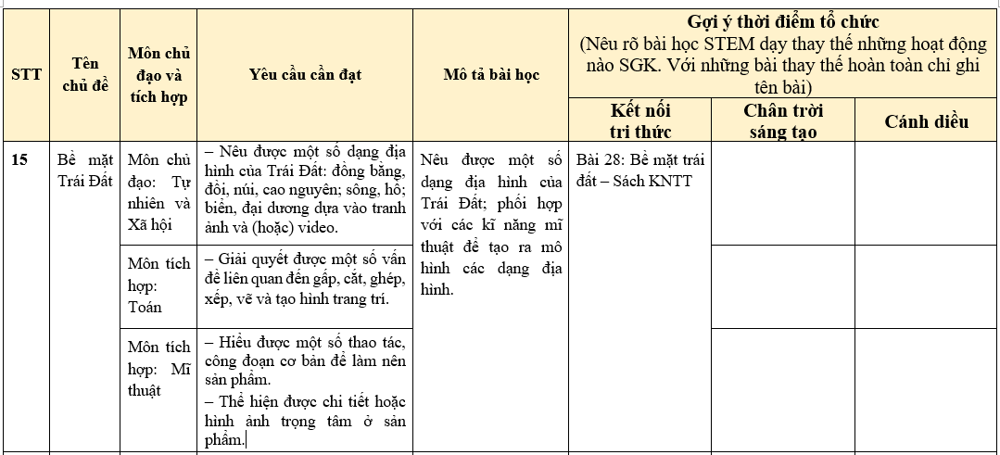 STT
Tên
chủ đề
Môn chủ
đạo và
tích hợp
Yêu cầu cần đạt
Mô tả bài học
Gợi ý thời điểm tổ chức
(Nêu rõ bài học STEM dạy thay thế những hoạt động
nào SGK. Với những bài thay thế hoàn toàn chỉ ghi
tên bài)
Kết nối
tri thức
Chân trời
sáng tạo
Cánh diều
15
Bề mặt
Trái Đất
Môn chủ
đạo: Tự
nhiên và
Xã hội
– Nêu được một số dạng địa
hình của Trái Đất: đồng bằng,
đồi, núi, cao nguyên; sông, hồ;
biển, đại dương dựa vào tranh
ảnh và (hoặc) video.
Môn tích
hợp:
Toán
– Giải quyết được một số vấn
đề liên quan đến gấp, cắt, ghép,
xếp, vẽ và tạo hình trang trí.
Môn tích
hợp: Mĩ
thuật
– Hiểu được một số thao tác,
công đoạn cơ bản để làm nên
sản phẩm.
– Thể hiện được chi tiết hoặc
hình ảnh trọng tâm ở sản
phẩm.
Nêu được một số
dạng địa hình của
Trái Đất; phối hợp
với các kĩ năng mĩ
thuật để tạo ra mô
hình các dạng địa
hình.
Bài 28: Bề mặt trái
đất – Sách KNTT